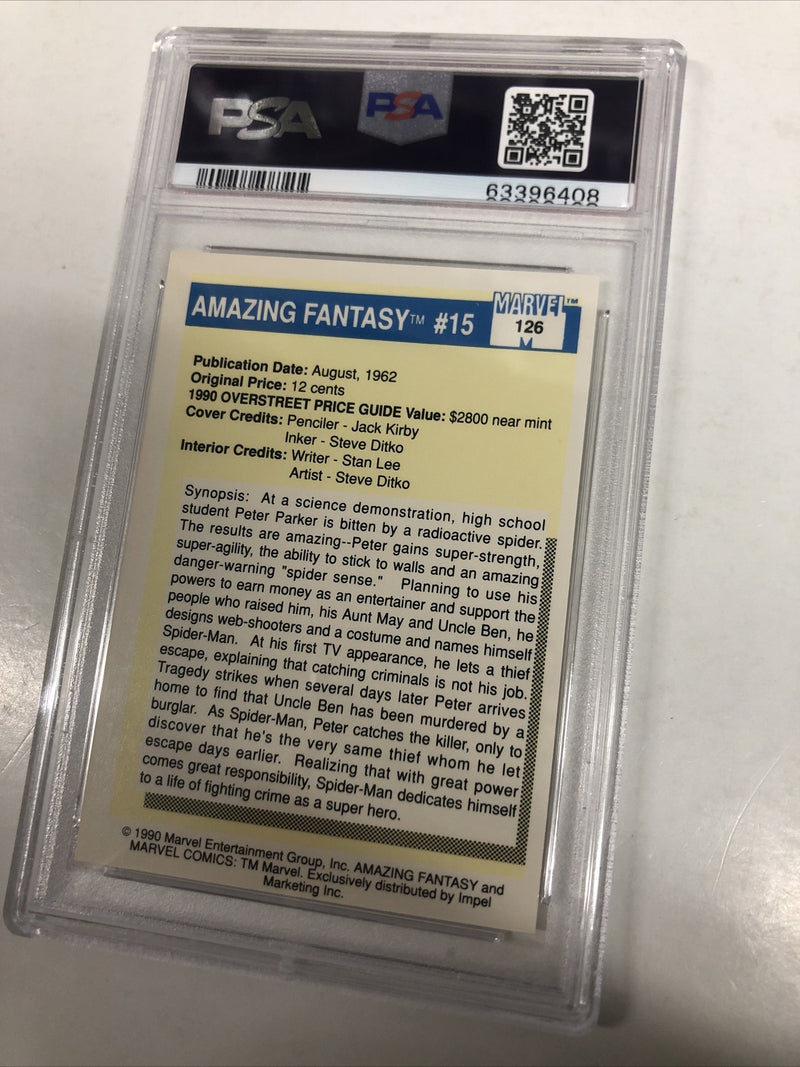 PSA PSA
63396408
AMAZING FANTASY™ #15
MARVEL™
126
M
Publication Date: August, 1962
Original Price: 12 cents
1990 OVERSTREET PRICE GUIDE Value: $2800 near mint
Cover Credits: Penciler - Jack Kirby
Inker - Steve Ditko
Interior Credits: Writer - Stan Lee
Artist - Steve Ditko
Synopsis: At a science demonstration, high school
student Peter Parker is bitten by a radioactive spider.
The results are amazing--Peter gains super-strength,
super-agility, the ability to stick to walls and an amazing
danger-warning "spider sense." Planning to use his
powers to earn money as an entertainer and support the
people who raised him, his Aunt May and Uncle Ben, he
designs web-shooters and a costume and names himself
Spider-Man. At his first TV appearance, he lets a thief
escape, explaining that catching criminals is not his job.
Tragedy strikes when several days later Peter arrives
home to find that Uncle Ben has been murdered by a
burglar. As Spider-Man, Peter catches the killer, only to
discover that he's the very same thief whom he let
escape days earlier. Realizing that with great power
comes great responsibility, Spider-Man dedicates himself
to a life of fighting crime as a super hero.
© 1990 Marvel Entertainment Group, Inc. AMAZING FANTASY and
MARVEL COMICS: TM Marvel. Exclusively distributed by Impel
Marketing Inc.